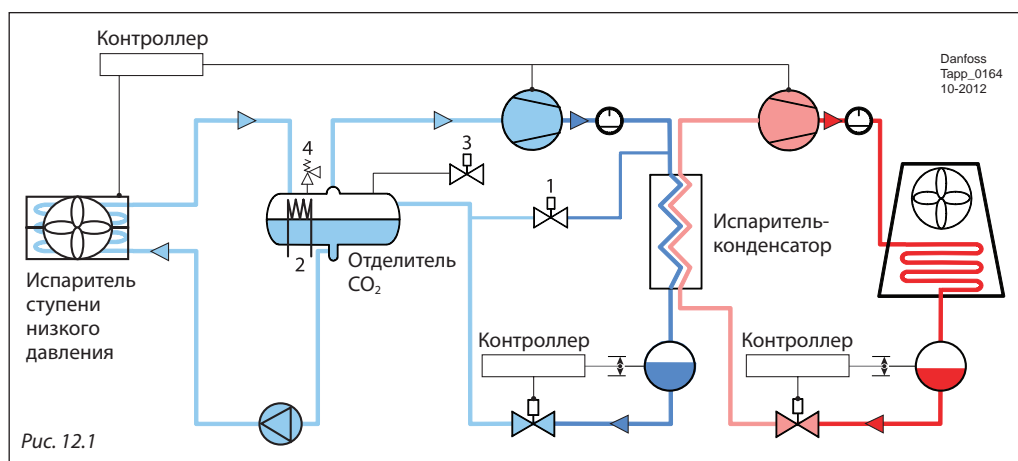 Контроллер
Danfoss
Tapp_0164
10-2012
4
3
1
Испаритель-
конденсатор
2
Отделитель
CO₂
Испаритель
ступени
низкого
давления
Контроллер
Контроллер
Рис. 12.1